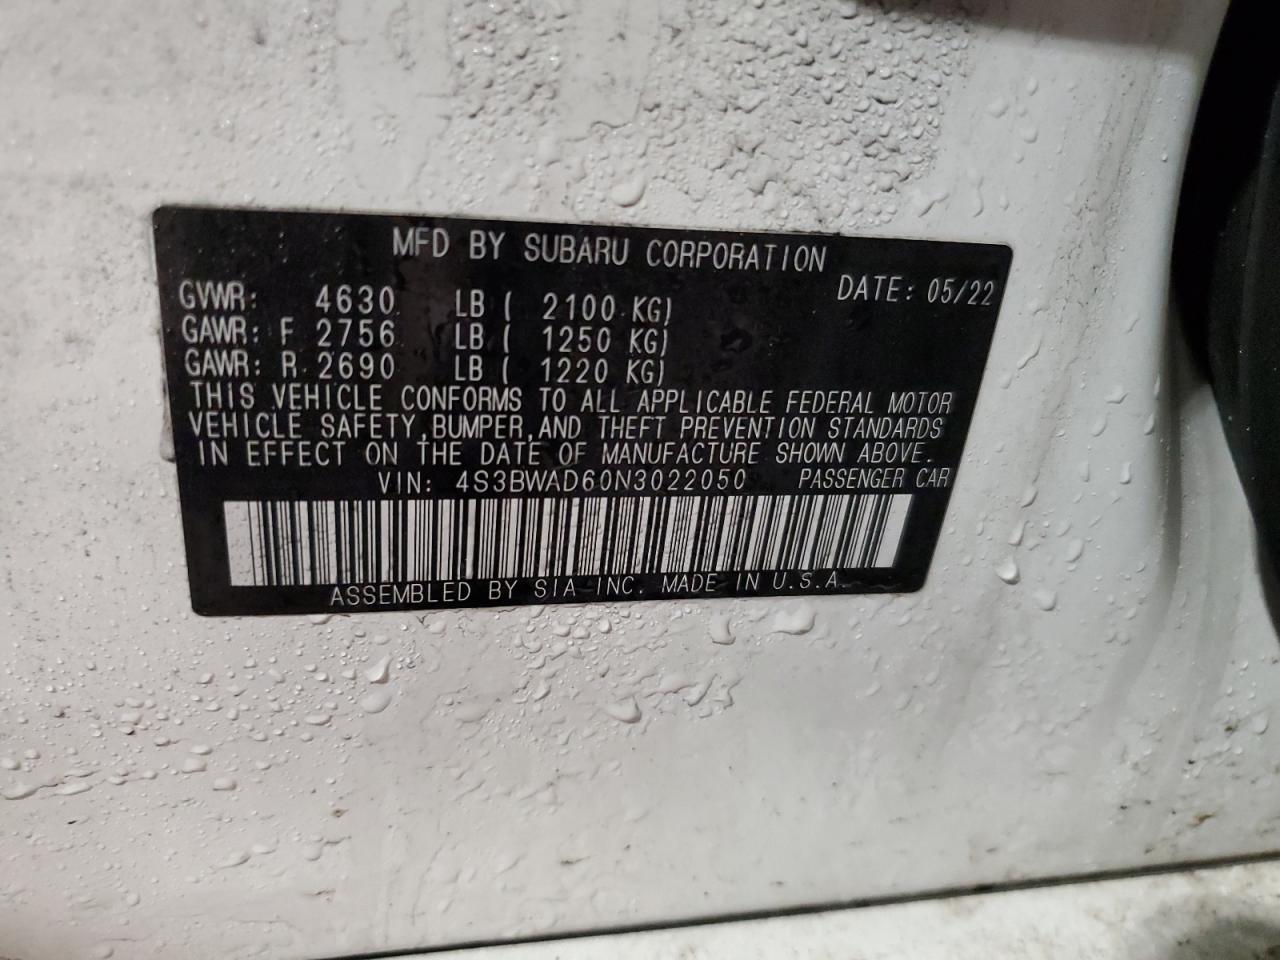 MFD BY SUBARU CORPORATION
DATE: 05/22
GVWR: 4630 LB ( 2100 KG)
GAWR: F 2756 LB ( 1250 KG)
GAWR: R 2690 LB ( 1220 KG)
THIS VEHICLE CONFORMS TO ALL APPLICABLE FEDERAL MOTOR
VEHICLE SAFETY, BUMPER, AND THEFT PREVENTION STANDARDS
IN EFFECT ON THE DATE OF MANUFACTURE SHOWN ABOVE.
VIN: 4S3BWAD60N3022050 PASSENGER CAR
ASSEMBLED BY SIA INC. MADE IN U.S.A.